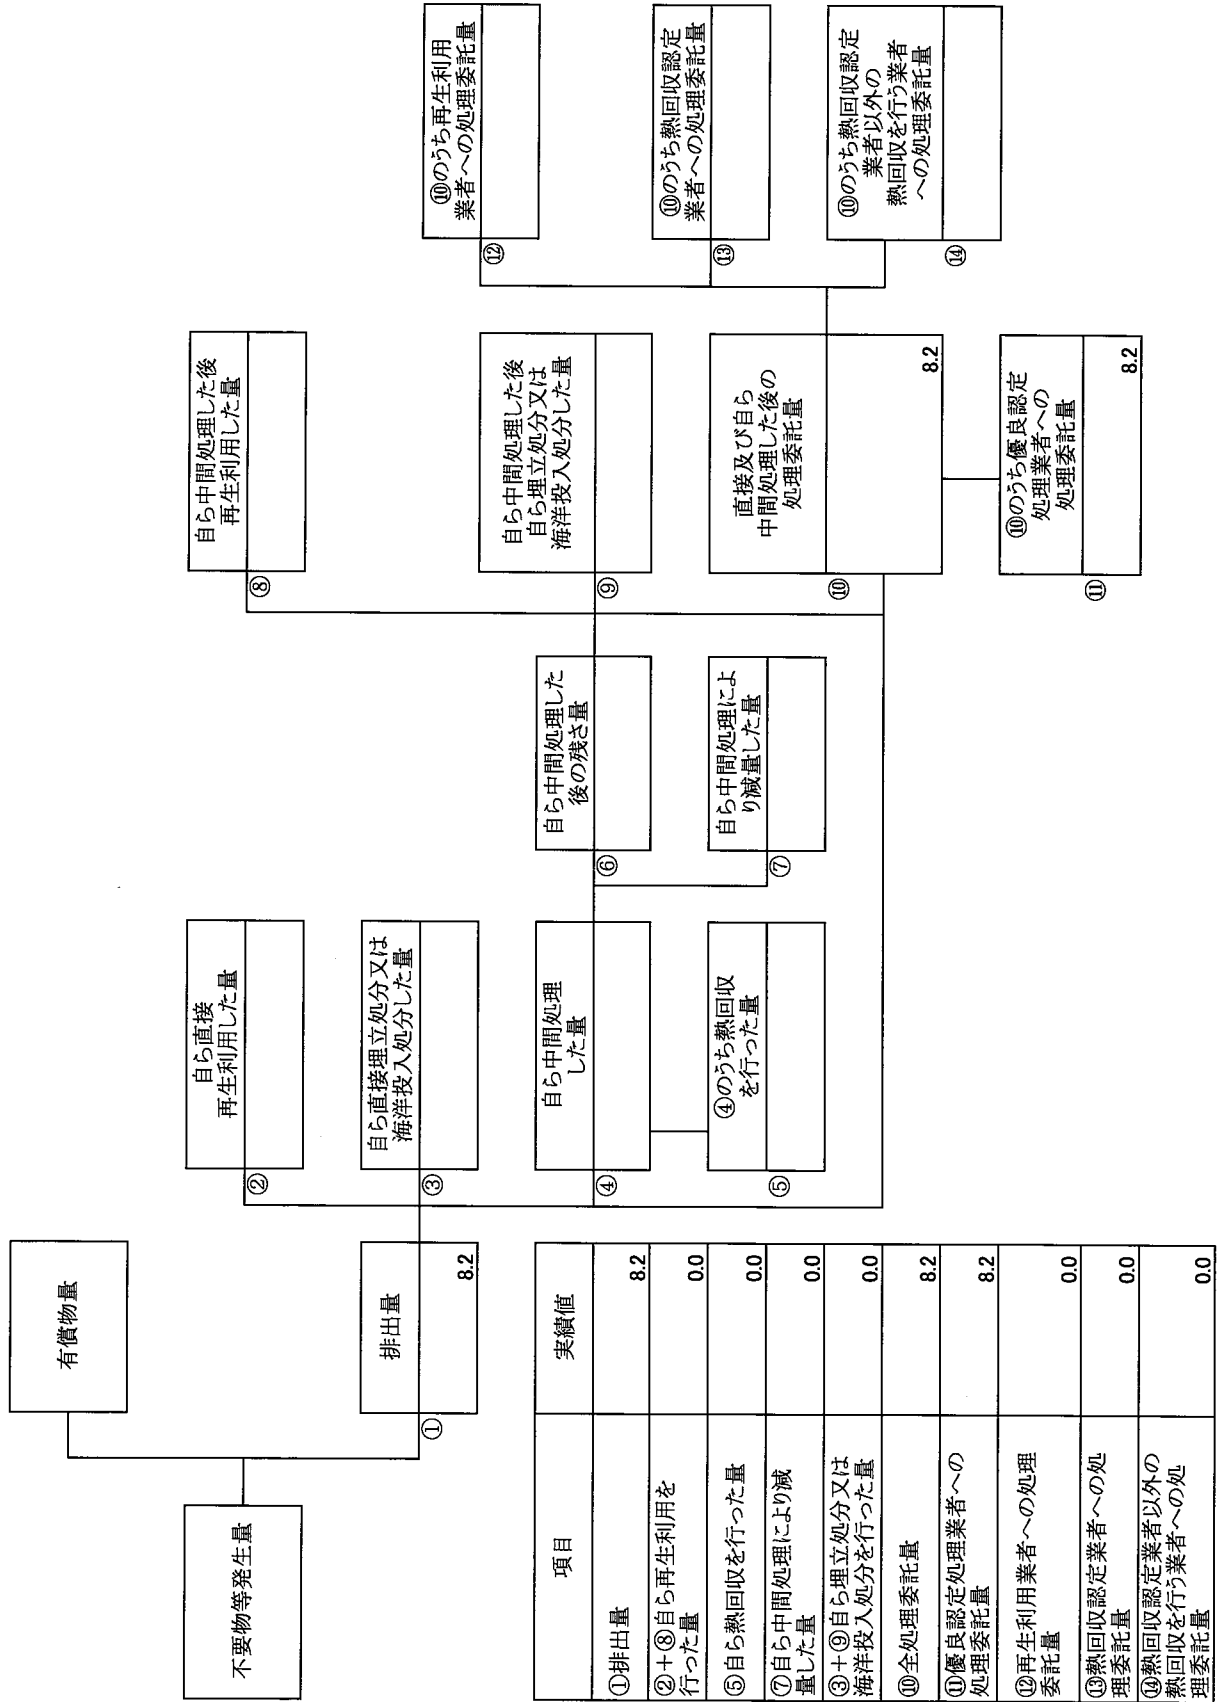 不要物等発生量
有償物量
①
排出量
8.2
②
自ら直接
再生利用した量
③
自ら直接埋立処分又は
海洋投入処分した量
④
自ら中間処理
した量
⑤
④のうち熱回収
を行った量
⑥
自ら中間処理した
後の残さ量
⑦
自ら中間処理によ
り減量した量
⑧
自ら中間処理した後
再生利用した量
⑨
自ら中間処理した後
自ら埋立処分又は
海洋投入処分した量
⑩
直接及び自ら
中間処理した後の
処理委託量
8.2
⑪
⑩のうち優良認定
処理業者への
処理委託量
8.2
⑫
⑩のうち再生利用
業者への処理委託量
⑬
⑩のうち熱回収認定
業者への処理委託量
⑭
⑩のうち熱回収認定
業者以外の
熱回収を行う業者
への処理委託量
項目 実績値
①排出量 8.2
②+⑧自ら再生利用を
行った量 0.0
⑤自ら熱回収を行った量 0.0
⑦自ら中間処理により減
量した量 0.0
③+⑨自ら埋立処分又は
海洋投入処分を行った量 0.0
⑩全処理委託量 8.2
⑪優良認定処理業者への
処理委託量 8.2
⑫再生利用業者への処理
委託量 0.0
⑬熱回収認定業者への処
理委託量 0.0
⑭熱回収認定業者以外の
熱回収を行う業者への処
理委託量 0.0